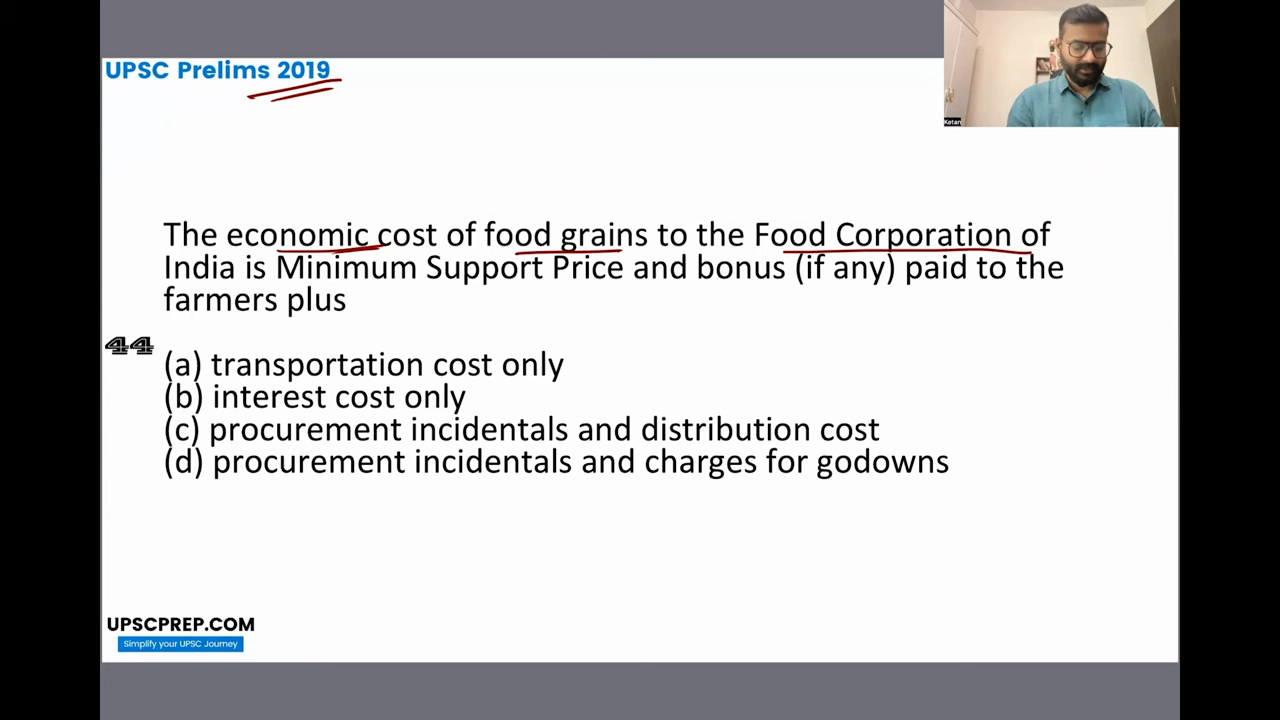 UPSC Prelims 2019
Ketan
The economic cost of food grains to the Food Corporation of
India is Minimum Support Price and bonus (if any) paid to the
farmers plus
44
(a) transportation cost only
(b) interest cost only
(c) procurement incidentals and distribution cost
(d) procurement incidentals and charges for godowns
UPSCPREP.COM
Simplify your UPSC Journey